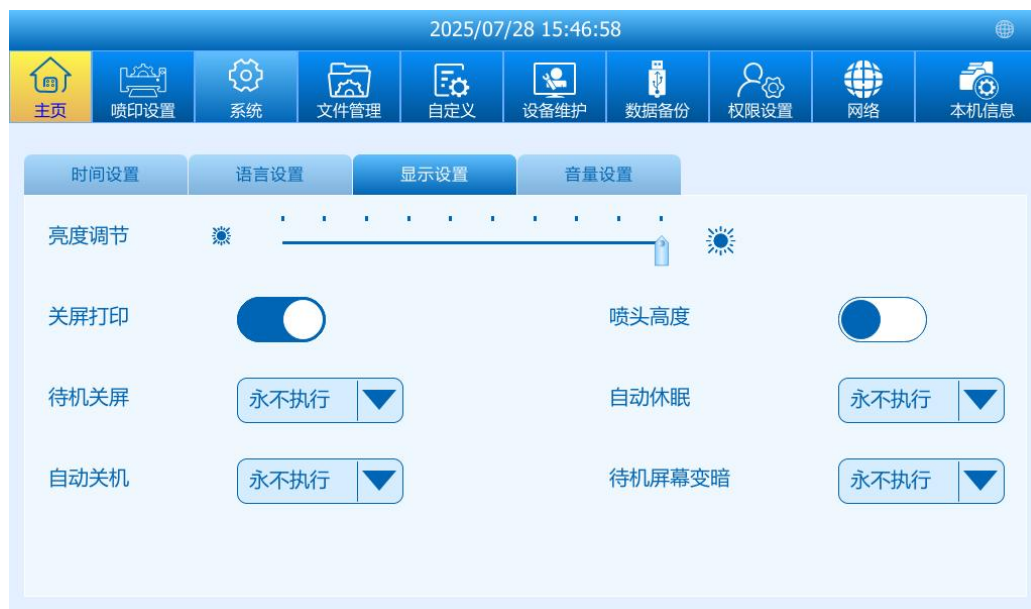 2025/07/28 15:46:58
主页 喷印设置 系统 文件管理 自定义 设备维护 数据备份 权限设置 网络 本机信息
时间设置 语言设置 显示设置 音量设置
亮度调节
关屏打印 喷头高度
待机关屏 永不执行 自动休眠 永不执行
自动关机 永不执行 待机屏幕变暗 永不执行